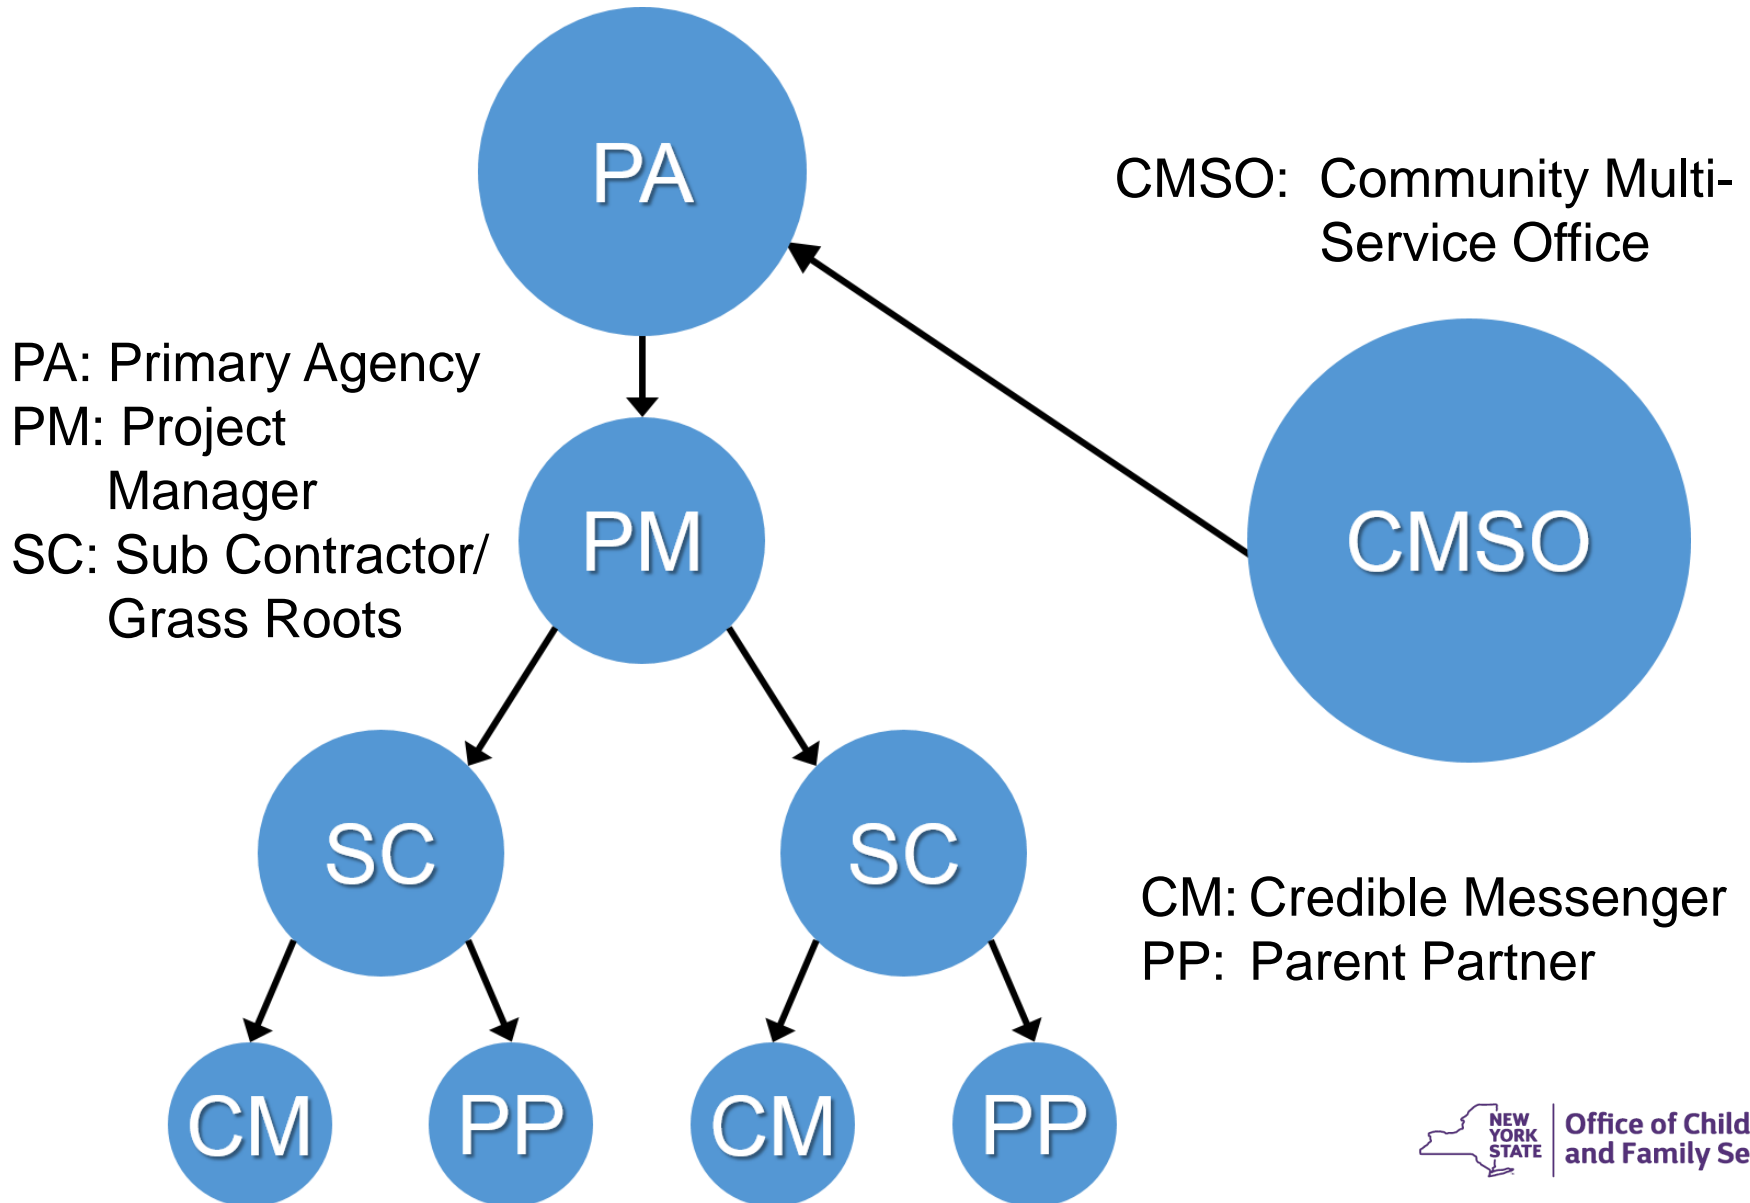 PA
CMSO: Community Multi-
Service Office
PA: Primary Agency
PM: Project
Manager
SC: Sub Contractor/
Grass Roots
PM
CMSO
SC
SC
CM: Credible Messenger
PP: Parent Partner
CM
PP
CM
PP
NEW
YORK
STATE
Office of Child
and Family Se